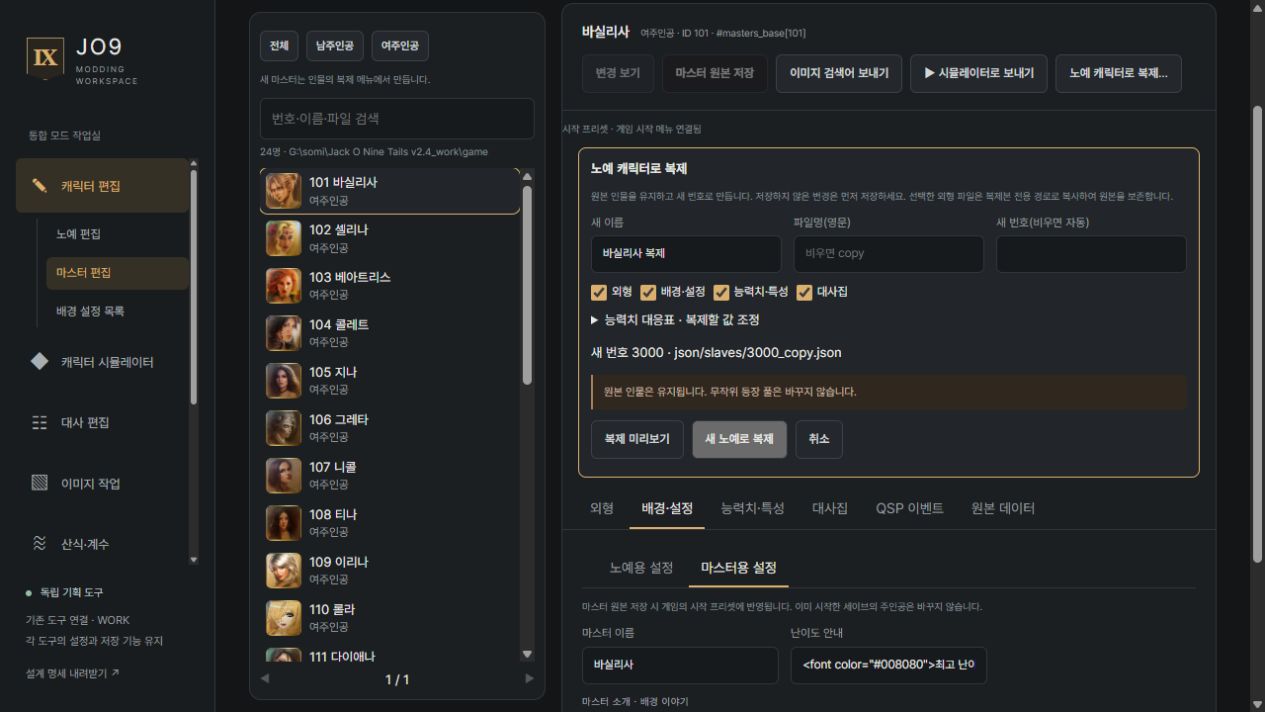 IX
JO9
MODDING
WORKSPACE
통합 모드 작업실
캐릭터 편집
노예 편집
마스터 편집
배경 설정 목록
캐릭터 시뮬레이터
대사 편집
이미지 작업
산식·계수
독립 기획 도구
기존 도구 연결 · WORK
각 도구의 설정과 저장 기능 유지
설계 명세 내려받기 ↗
전체
남주인공
여주인공
새 마스터는 인물의 복제 메뉴에서 만듭니다.
번호·이름·파일 검색
24명 · G:\somi\Jack O Nine Tails v2.4_work\game
101 바실리사
여주인공
102 셀리나
여주인공
103 베아트리스
여주인공
104 콜레트
여주인공
105 지나
여주인공
106 그레타
여주인공
107 니콜
여주인공
108 티나
여주인공
109 이리나
여주인공
110 롤라
여주인공
111 다이애나
1 / 1
바실리사 여주인공 · ID 101 · #masters_base[101]
변경 보기
마스터 원본 저장
이미지 검색어 보내기
▶ 시뮬레이터로 보내기
노예 캐릭터로 복제...
시작 프리셋 · 게임 시작 메뉴 연결됨
노예 캐릭터로 복제
원본 인물을 유지하고 새 번호로 만듭니다. 저장하지 않은 변경은 먼저 저장하세요. 선택한 외형 파일은 복제본 전용 경로로 복사하여 원본을 보존합니다.
새 이름
파일명(영문)
새 번호(비우면 자동)
바실리사 복제
비우면 copy
외형
배경·설정
능력치·특성
대사집
▶ 능력치 대응표 · 복제할 값 조정
새 번호 3000 · json/slaves/3000_copy.json
원본 인물은 유지됩니다. 무작위 등장 풀은 바꾸지 않습니다.
복제 미리보기
새 노예로 복제
취소
외형
배경·설정
능력치·특성
대사집
QSP 이벤트
원본 데이터
노예용 설정
마스터용 설정
마스터 원본 저장 시 게임의 시작 프리셋에 반영됩니다. 이미 시작한 세이브의 주인공은 바꾸지 않습니다.
마스터 이름
난이도 안내
바실리사
<font color="#008080">최고 난이
마스터 소개 · 배경 이야기